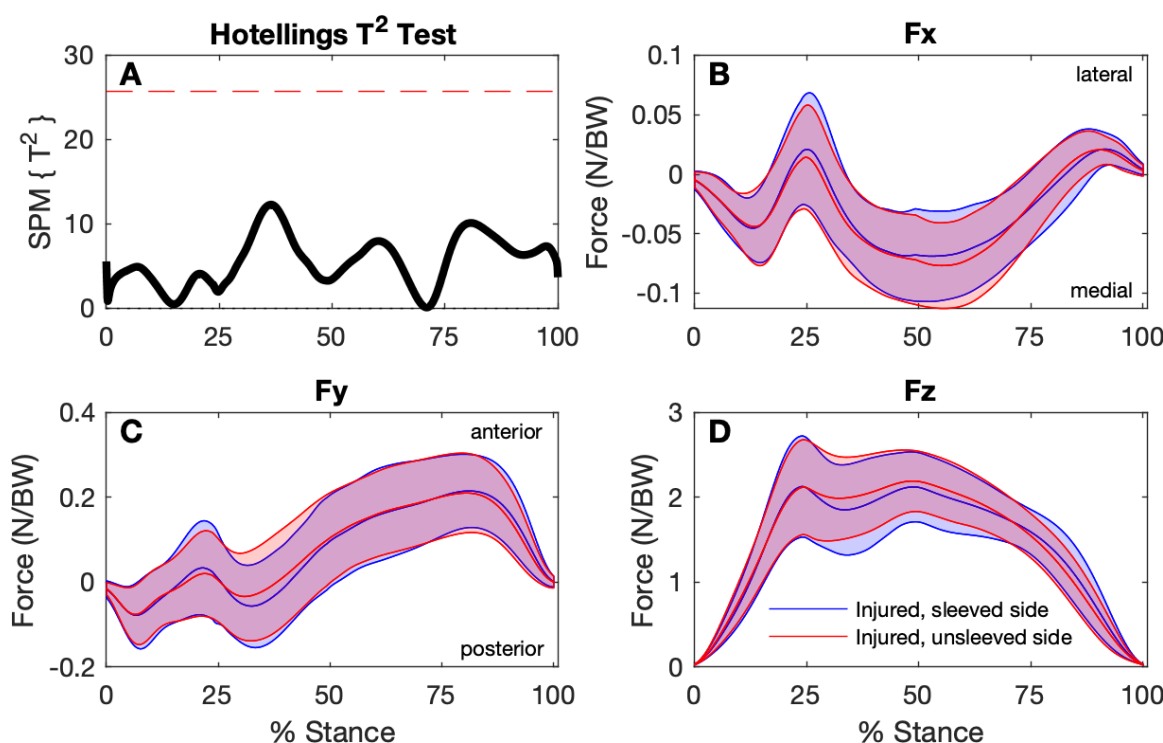 Hotellings T² Test
A
SPM { T² }
30
20
10
0
0 25 50 75 100
Fx
B
lateral
medial
Force (N/BW)
0.1
0.05
0
-0.05
-0.1
0 25 50 75 100
Fy
C
anterior
posterior
Force (N/BW)
0.4
0.2
0
-0.2
0 25 50 75 100
% Stance
Fz
D
Force (N/BW)
3
2
1
0
Injured, sleeved side
Injured, unsleeved side
0 25 50 75 100
% Stance